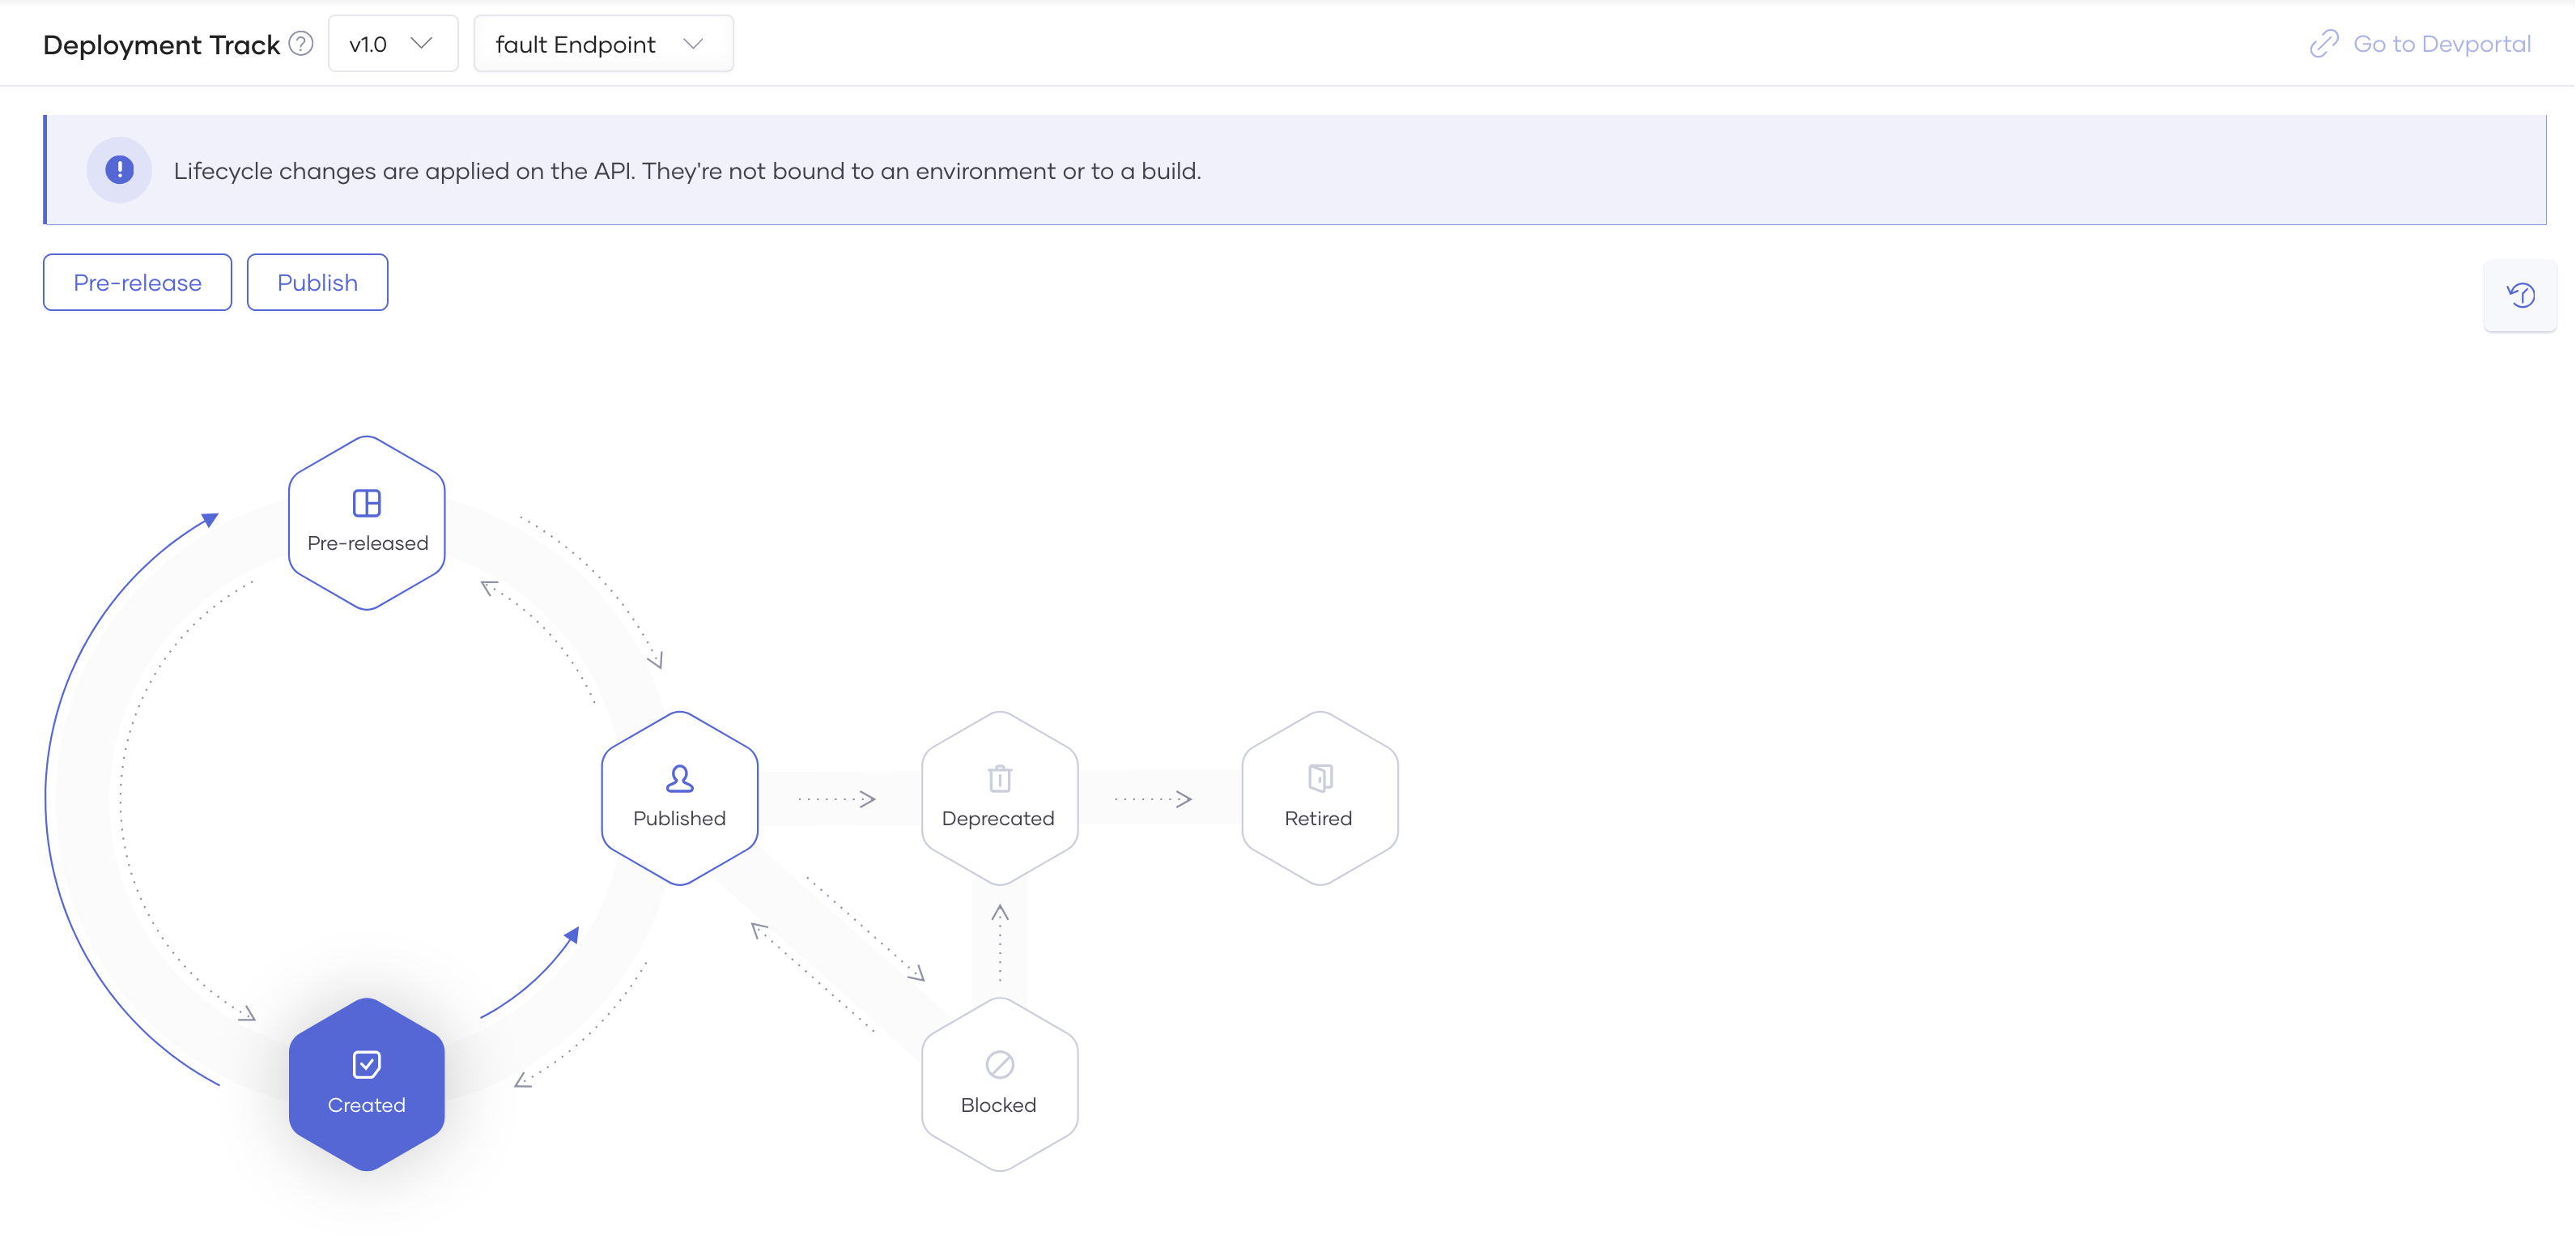 Deployment Track ? v1.0 fault Endpoint Go to Devportal
Lifecycle changes are applied on the API. They're not bound to an environment or to a build.
Pre-release Publish
Pre-released
Published Deprecated Retired
Created Blocked